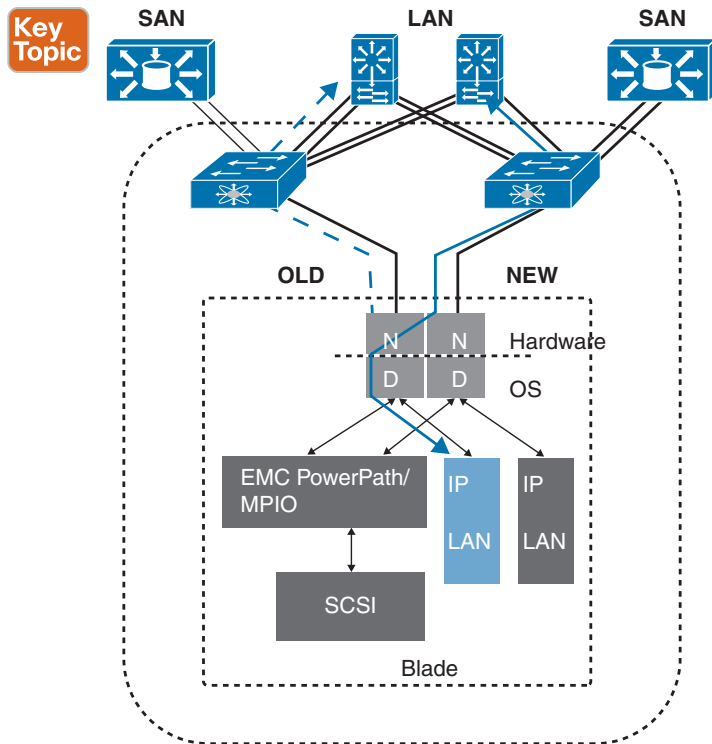 Key
Topic
SAN
LAN
SAN
OLD
NEW
N
N
Hardware
D
D
OS
EMC PowerPath/
MPIO
IP
LAN
IP
LAN
SCSI
Blade